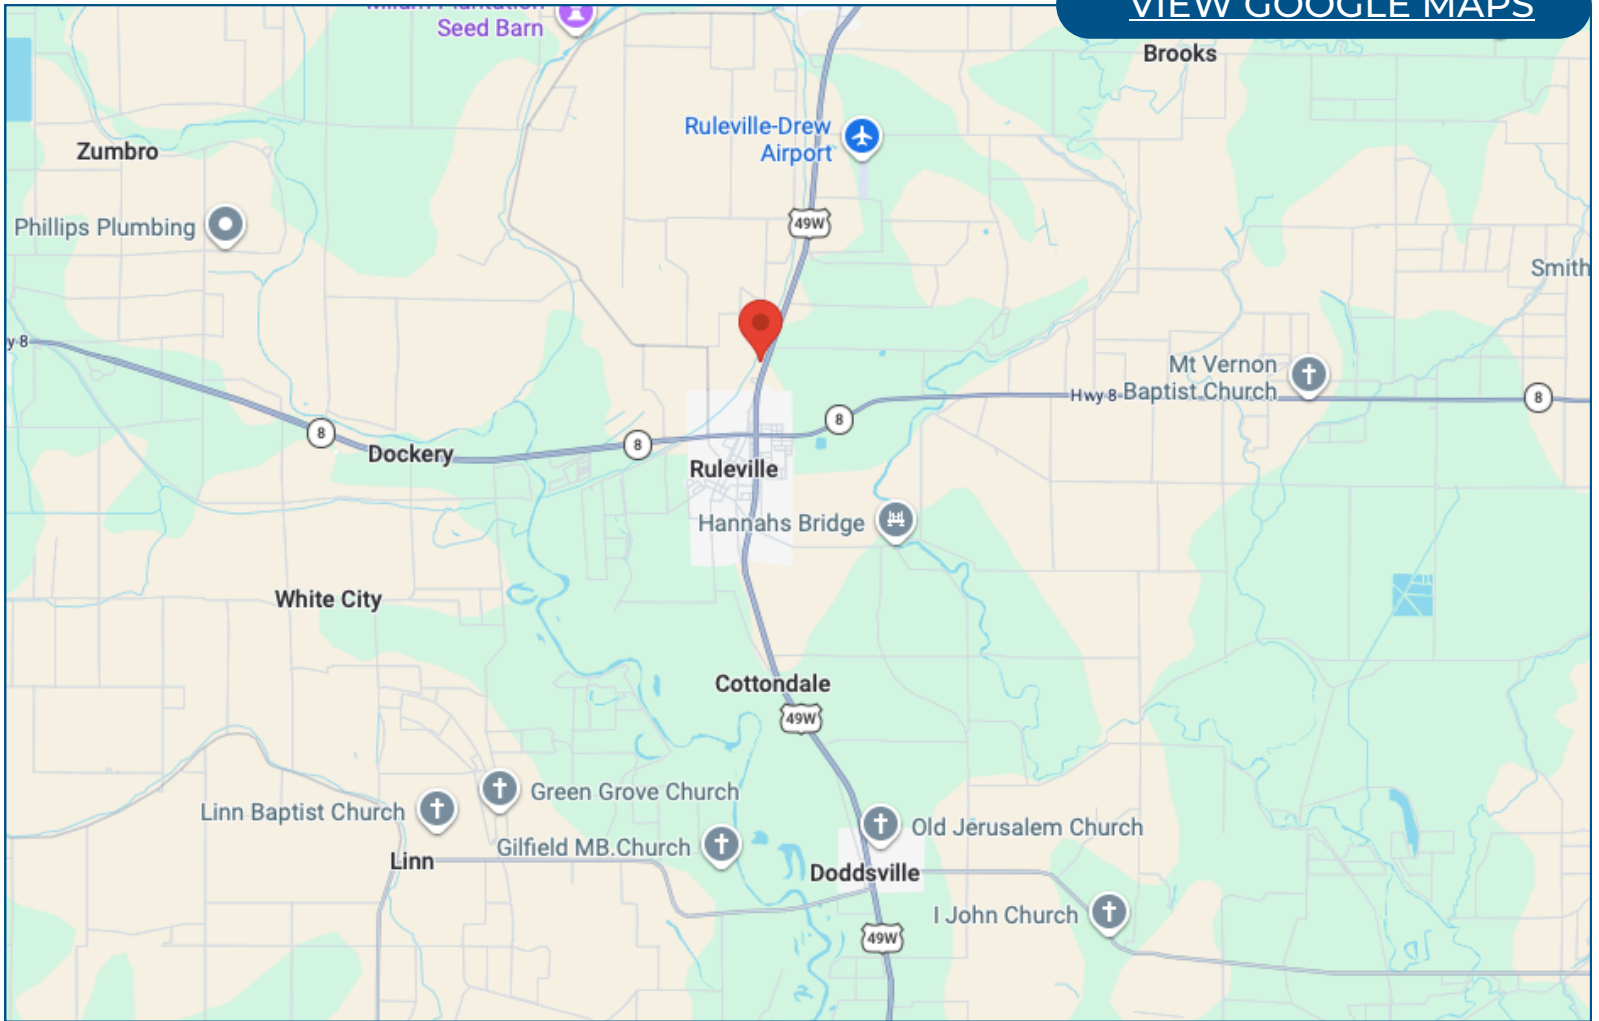 Milam Plantation
Seed Barn
VIEW GOOGLE MAPS
Brooks
Ruleville-Drew
Airport
Zumbro
Phillips Plumbing
49W
Smith
y 8
Mt Vernon
Baptist Church
Hwy 8
8
8
8
8
Dockery
Ruleville
Hannahs Bridge
White City
Cottondale
49W
Green Grove Church
Linn Baptist Church
Old Jerusalem Church
Gilfield MB.Church
Linn
Doddsville
I John Church
49W